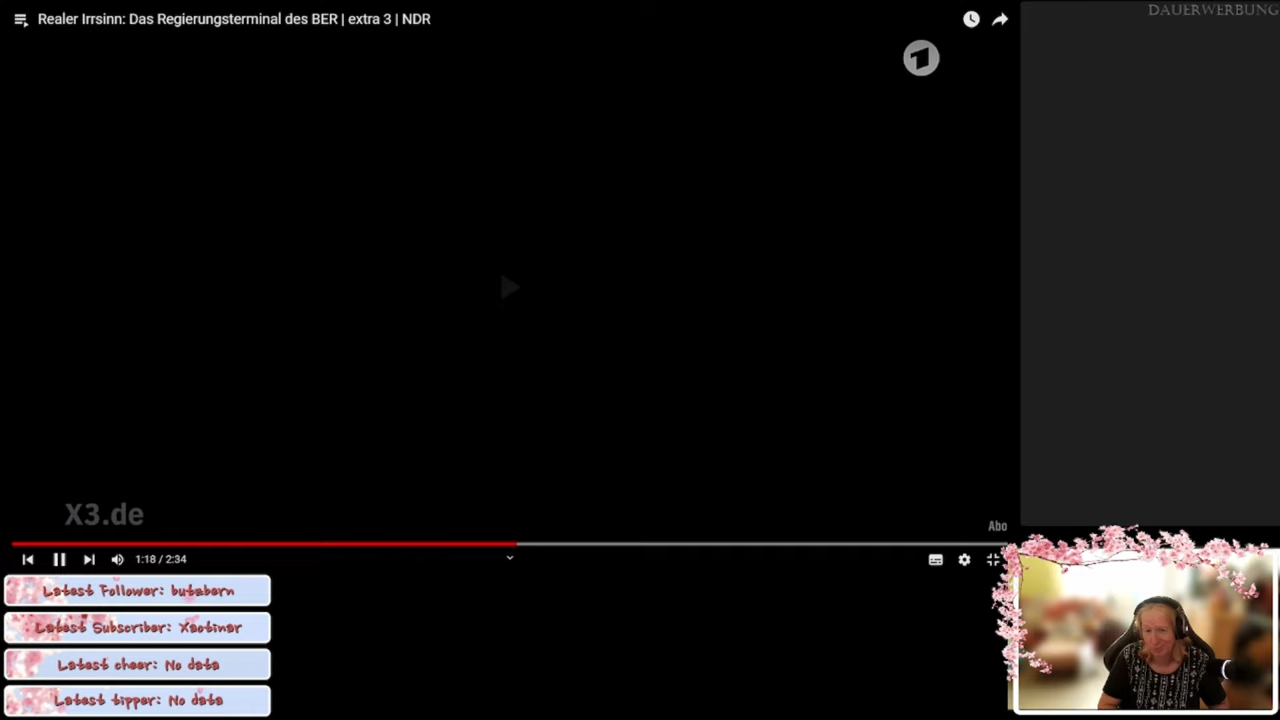 Realer Irrsinn: Das Regierungsterminal des BER | extra 3 | NDR
DAUERWERBUNG
X3.de
Abo
1:18 / 2:34
Latest Follower: butzbern
Latest Subscriber: Xaotinar
Latest cheer: No data
Latest tipper: No data